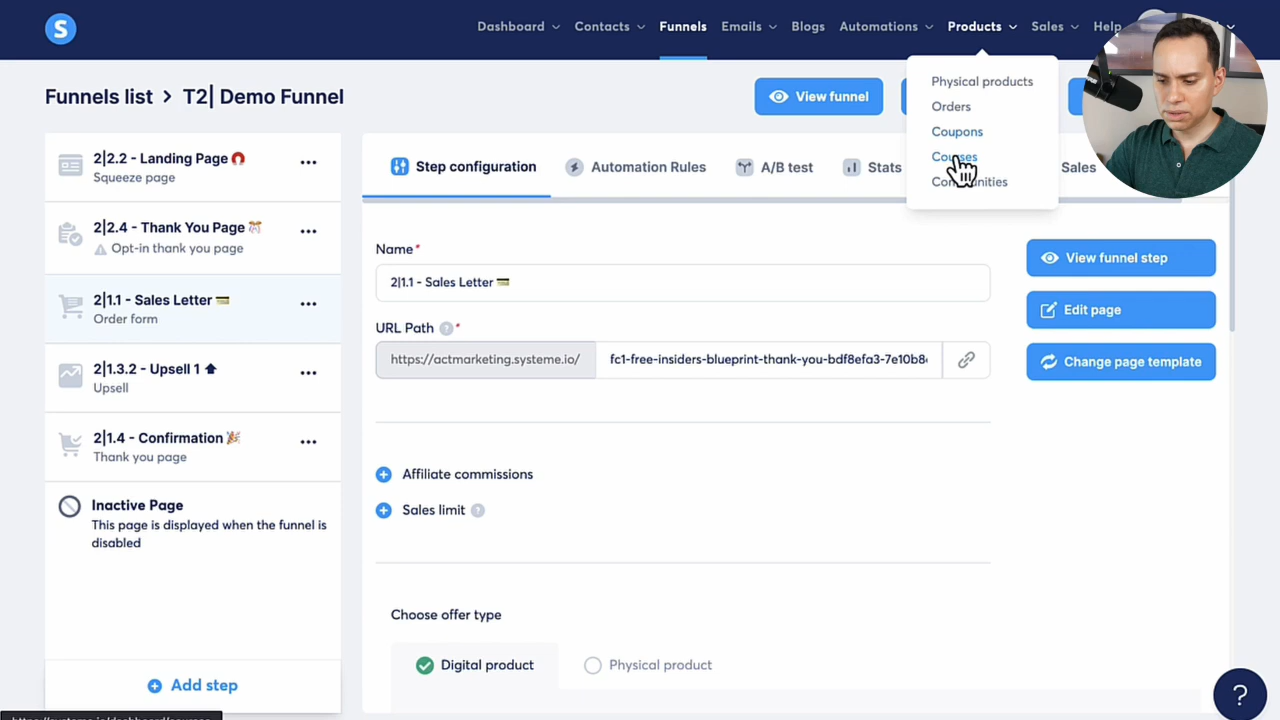 S
Dashboard
Contacts
Funnels
Emails
Blogs
Automations
Products
Sales
Help
Physical products
Orders
Coupons
Courses
Funnels list > T2| Demo Funnel
View funnel
2|2.2 - Landing Page 🧲
Squeeze page
2|2.4 - Thank You Page 🎊
Opt-in thank you page
2|1.1 - Sales Letter 💳
Order form
2|1.3.2 - Upsell 1 ⬆
Upsell
2|1.4 - Confirmation 🎉
Thank you page
Inactive Page
This page is displayed when the funnel is
disabled
Add step
Step configuration
Automation Rules
A/B test
Stats
Sales
Name*
2|1.1 - Sales Letter 💳
URL Path ? *
https://actmarketing.systeme.io/
fc1-free-insiders-blueprint-thank-you-bdf8efa3-7e10b8
View funnel step
Edit page
Change page template
Affiliate commissions
Sales limit ?
Choose offer type
Digital product
Physical product
?